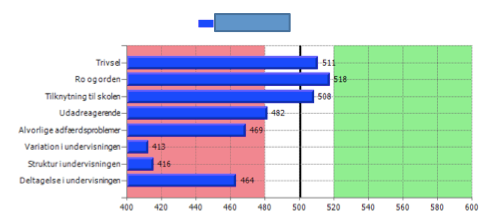 Trivsel 511
Ro og orden 518
Tilknytning til skolen 508
Udadreagerende 482
Alvorlige adfærdsproblemer 469
Variation i undervisningen 413
Struktur i undervisningen 416
Deltagelse i undervisningen 464
400 420 440 460 480 500 520 540 560 580 600